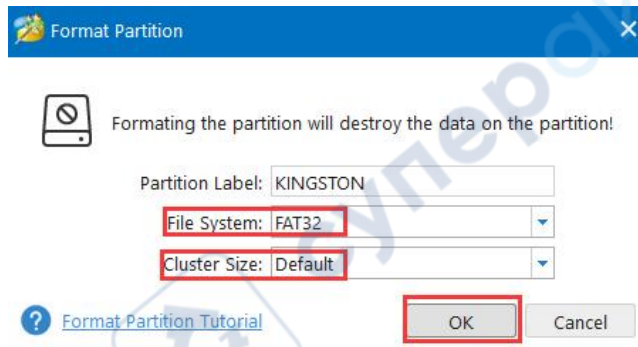 Format Partition
Formating the partition will destroy the data on the partition!
Partition Label: KINGSTON
File System: FAT32
Cluster Size: Default
Format Partition Tutorial
OK
Cancel